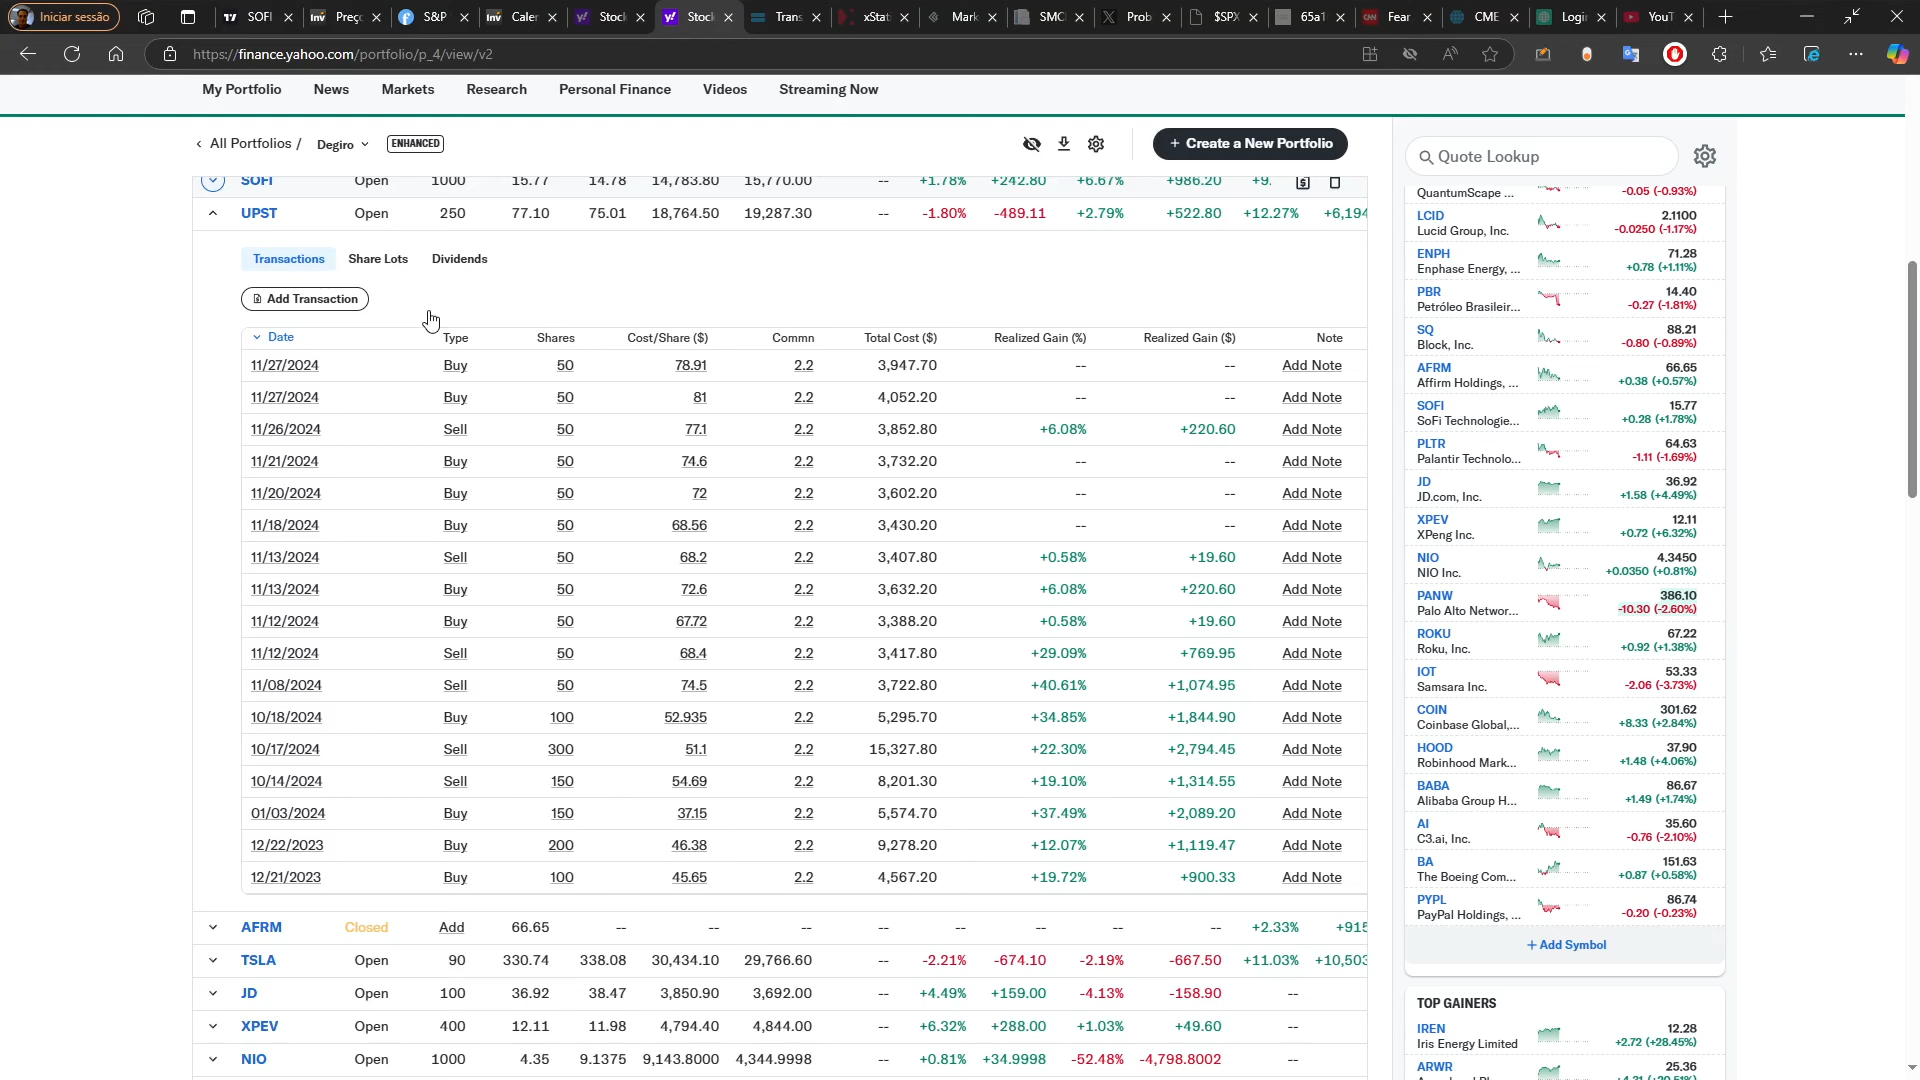 Iniciar sessão SOFI Preç S&P Caler Stoc Stock Trans xStati Mark SMCI Prob $SPX 65a1 Fear CME Logi YouT
https://finance.yahoo.com/portfolio/p_4/view/v2
My Portfolio News Markets Research Personal Finance Videos Streaming Now
All Portfolios / Degiro ENHANCED + Create a New Portfolio
SOFI Open 1000 15.77 14.78 14,783.80 15,770.00 -- +1.78% +242.80 +6.67% +986.20 +9.
UPST Open 250 77.10 75.01 18,764.50 19,287.30 -- -1.80% -489.11 +2.79% +522.80 +12.27% +6,194
Transactions Share Lots Dividends
Add Transaction
Date Type Shares Cost/Share ($) Commn Total Cost ($) Realized Gain (%) Realized Gain ($) Note
11/27/2024 Buy 50 78.91 2.2 3,947.70 -- -- Add Note
11/27/2024 Buy 50 81 2.2 4,052.20 -- -- Add Note
11/26/2024 Sell 50 77.1 2.2 3,852.80 +6.08% +220.60 Add Note
11/21/2024 Buy 50 74.6 2.2 3,732.20 -- -- Add Note
11/20/2024 Buy 50 72 2.2 3,602.20 -- -- Add Note
11/18/2024 Buy 50 68.56 2.2 3,430.20 -- -- Add Note
11/13/2024 Sell 50 68.2 2.2 3,407.80 +0.58% +19.60 Add Note
11/13/2024 Buy 50 72.6 2.2 3,632.20 +6.08% +220.60 Add Note
11/12/2024 Buy 50 67.72 2.2 3,388.20 +0.58% +19.60 Add Note
11/12/2024 Sell 50 68.4 2.2 3,417.80 +29.09% +769.95 Add Note
11/08/2024 Sell 50 74.5 2.2 3,722.80 +40.61% +1,074.95 Add Note
10/18/2024 Buy 100 52.935 2.2 5,295.70 +34.85% +1,844.90 Add Note
10/17/2024 Sell 300 51.1 2.2 15,327.80 +22.30% +2,794.45 Add Note
10/14/2024 Sell 150 54.69 2.2 8,201.30 +19.10% +1,314.55 Add Note
01/03/2024 Buy 150 37.15 2.2 5,574.70 +37.49% +2,089.20 Add Note
12/22/2023 Buy 200 46.38 2.2 9,278.20 +12.07% +1,119.47 Add Note
12/21/2023 Buy 100 45.65 2.2 4,567.20 +19.72% +900.33 Add Note
AFRM Closed Add 66.65 -- -- -- -- -- -- -- -- +2.33% +915
TSLA Open 90 330.74 338.08 30,434.10 29,766.60 -- -2.21% -674.10 -2.19% -667.50 +11.03% +10,503
JD Open 100 36.92 38.47 3,850.90 3,692.00 -- +4.49% +159.00 -4.13% -158.90 --
XPEV Open 400 12.11 11.98 4,794.40 4,844.00 -- +6.32% +288.00 +1.03% +49.60 --
NIO Open 1000 4.35 9.1375 9,143.8000 4,344.9998 -- +0.81% +34.9998 -52.48% -4,798.8002 --
Quote Lookup
QuantumScape ... -0.05 (-0.93%)
LCID 2.1100
Lucid Group, Inc. -0.0250 (-1.17%)
ENPH 71.28
Enphase Energy, ... +0.78 (+1.11%)
PBR 14.40
Petróleo Brasileir... -0.27 (-1.81%)
SQ 88.21
Block, Inc. -0.80 (-0.89%)
AFRM 66.65
Affirm Holdings, ... +0.38 (+0.57%)
SOFI 15.77
SoFi Technologie... +0.28 (+1.78%)
PLTR 64.63
Palantir Technolo... -1.11 (-1.69%)
JD 36.92
JD.com, Inc. +1.58 (+4.49%)
XPEV 12.11
XPeng Inc. +0.72 (+6.32%)
NIO 4.3450
NIO Inc. +0.0350 (+0.81%)
PANW 386.10
Palo Alto Networ... -10.30 (-2.60%)
ROKU 67.22
Roku, Inc. +0.92 (+1.38%)
IOT 53.33
Samsara Inc. -2.06 (-3.73%)
COIN 301.62
Coinbase Global,... +8.33 (+2.84%)
HOOD 37.90
Robinhood Mark... +1.48 (+4.06%)
BABA 86.67
Alibaba Group H... +1.49 (+1.74%)
AI 35.60
C3.ai, Inc. -0.76 (-2.10%)
BA 151.63
The Boeing Com... +0.87 (+0.58%)
PYPL 86.74
PayPal Holdings, ... -0.20 (-0.23%)
+ Add Symbol
TOP GAINERS
IREN 12.28
Iris Energy Limited +2.72 (+28.45%)
ARWR 25.36